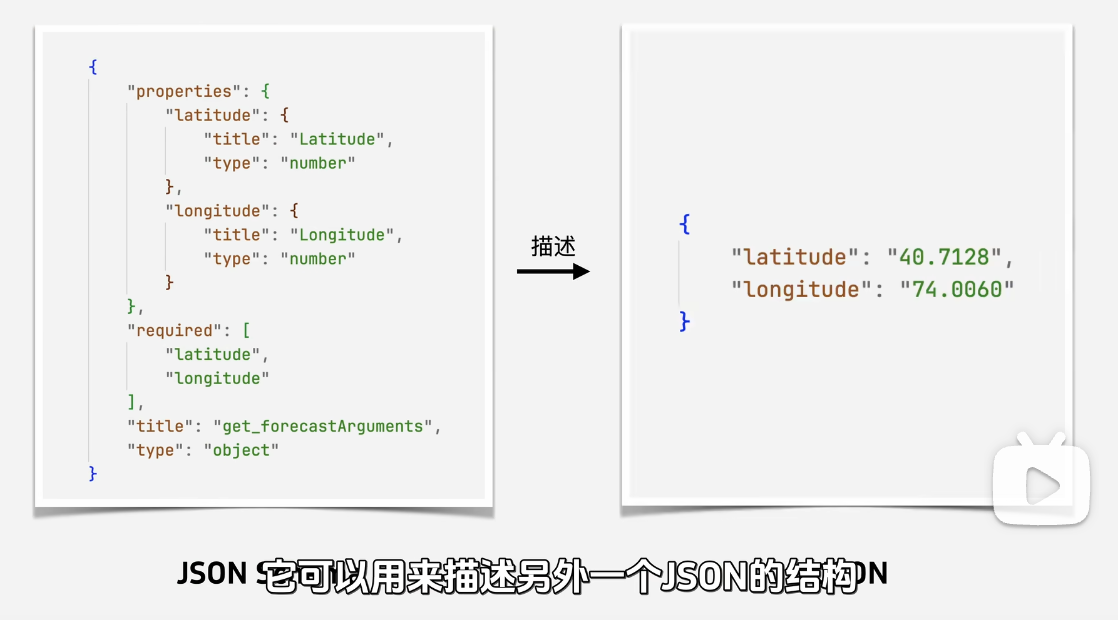 {
"properties": {
"latitude": {
"title": "Latitude",
"type": "number"
},
"longitude": {
"title": "Longitude",
"type": "number"
}
},
"required": [
"latitude",
"longitude"
],
"title": "get_forecastArguments",
"type": "object"
}
描述
{
"latitude": "40.7128",
"longitude": "74.0060"
}
JSON
它可以用来描述另外一个JSON的结构